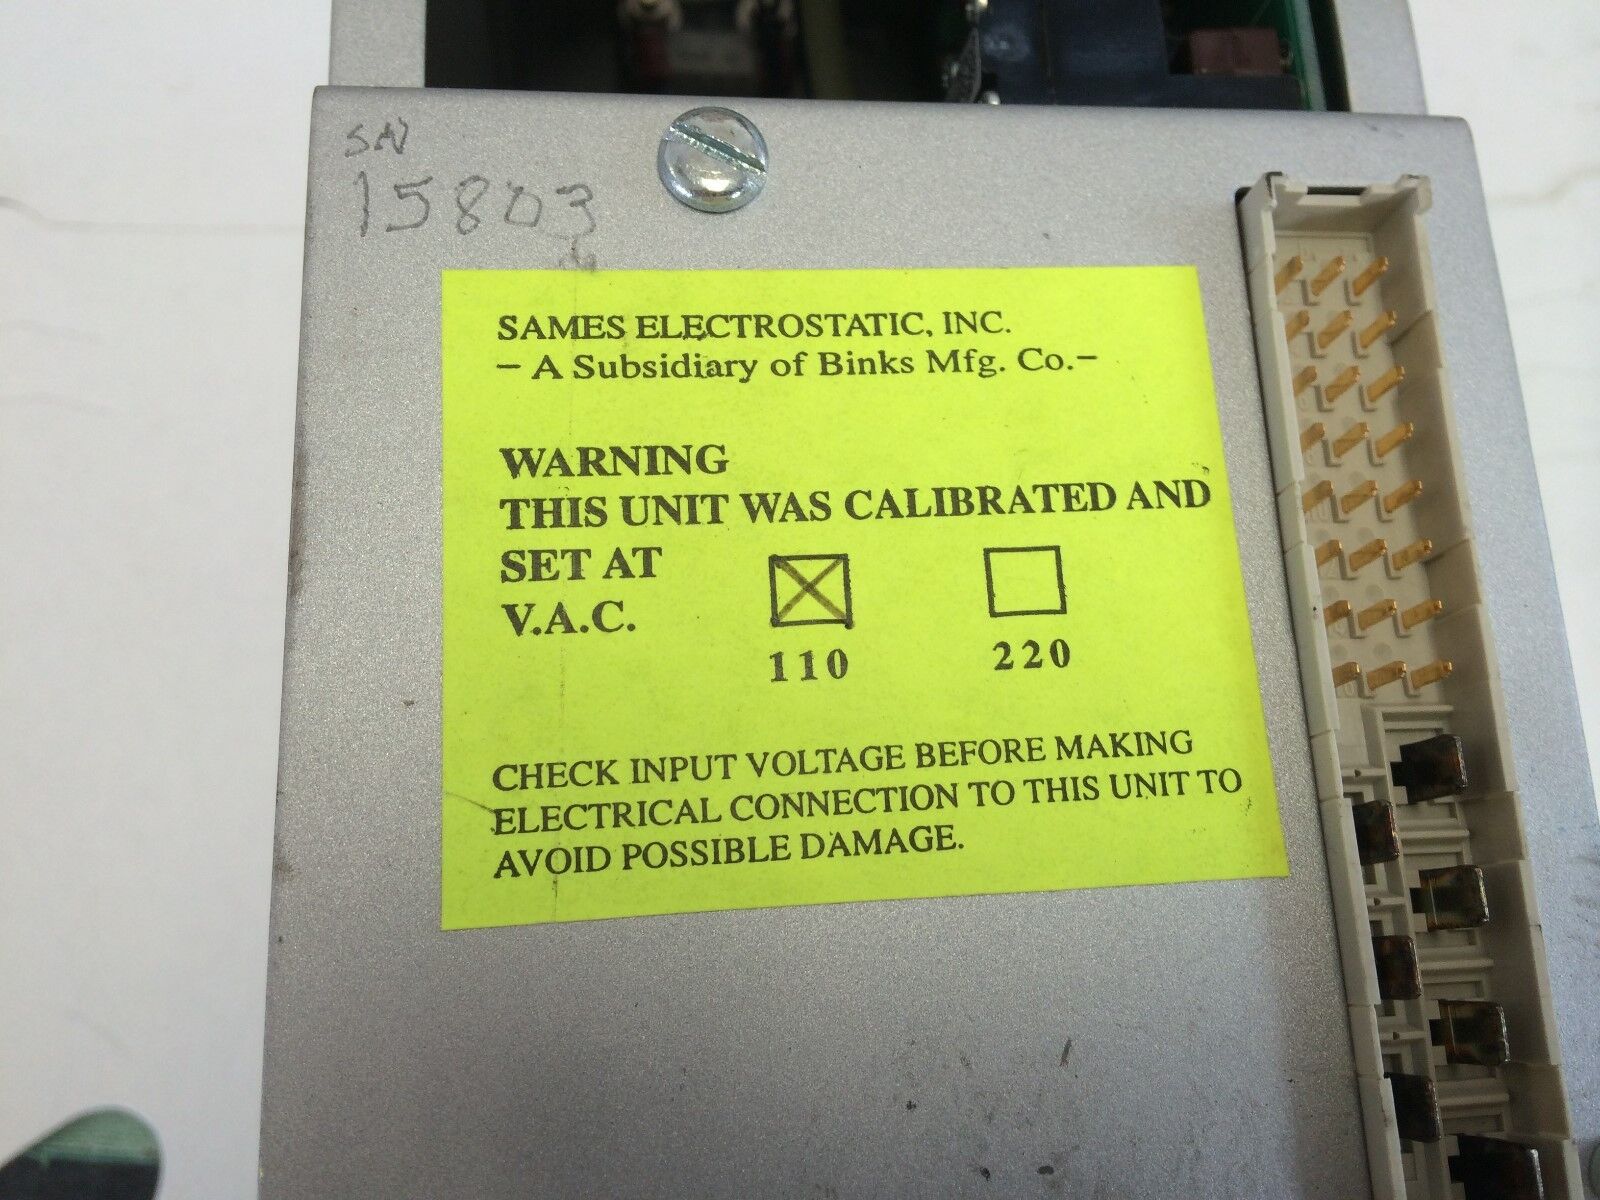 SN
15803
SAMES ELECTROSTATIC, INC.
– A Subsidiary of Binks Mfg. Co.–
WARNING
THIS UNIT WAS CALIBRATED AND
SET AT
V.A.C.
110 220
CHECK INPUT VOLTAGE BEFORE MAKING
ELECTRICAL CONNECTION TO THIS UNIT TO
AVOID POSSIBLE DAMAGE.